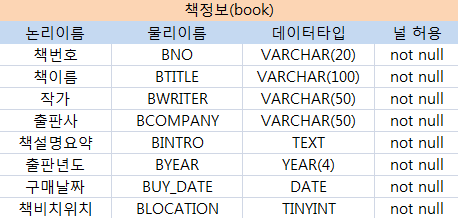 책정보(book)
논리이름 물리이름 데이터타입 널 허용
책번호 BNO VARCHAR(20) not null
책이름 BTITLE VARCHAR(100) not null
작가 BWRITER VARCHAR(50) not null
출판사 BCOMPANY VARCHAR(50) not null
책설명요약 BINTRO TEXT not null
출판년도 BYEAR YEAR(4) not null
구매날짜 BUY_DATE DATE not null
책비치위치 BLOCATION TINYINT not null